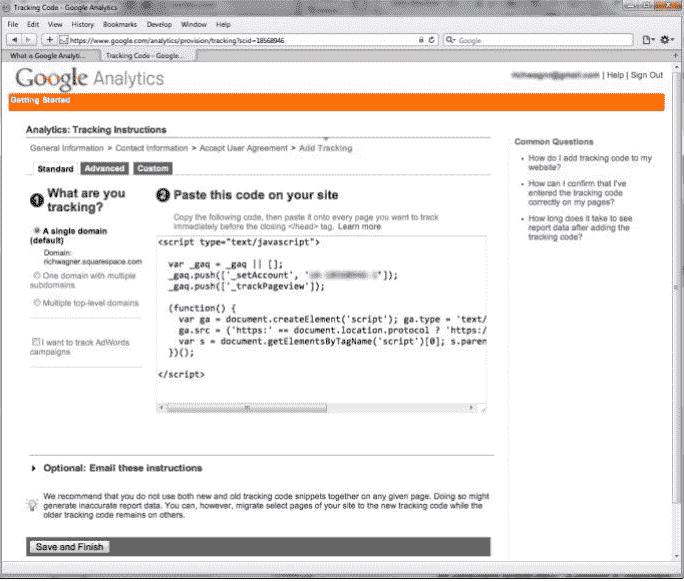 Tracking Code - Google Analytics
File Edit View History Bookmarks Develop Window Help
https://www.google.com/analytics/provision/tracking?scid=18568946
Google
What is Google Analyti...
Tracking Code - Google...
Google Analytics
| Help | Sign Out
Getting Started
Analytics: Tracking Instructions
General Information > Contact Information > Accept User Agreement > Add Tracking
Standard Advanced Custom
1 What are you
tracking?
A single domain
(default)
Domain:
richwagner.squarespace.com
One domain with multiple
subdomains
Multiple top-level domains
I want to track AdWords
campaigns
2 Paste this code on your site
Copy the following code, then paste it onto every page you want to track
immediately before the closing </head> tag. Learn more
<script type="text/javascript">
var _gaq = _gaq || [];
_gaq.push(['_setAccount', ' ']);
_gaq.push(['_trackPageview']);
(function() {
var ga = document.createElement('script'); ga.type = 'text/
ga.src = ('https:' == document.location.protocol ? 'https:/
var s = document.getElementsByTagName('script')[0]; s.paren
})();
</script>
Common Questions
How do I add tracking code to my
website?
How can I confirm that I've
entered the tracking code
correctly on my pages?
How long does it take to see
report data after adding the
tracking code?
Optional: Email these instructions
We recommend that you do not use both new and old tracking code snippets together on any given page. Doing so might
generate inaccurate report data. You can, however, migrate select pages of your site to the new tracking code while the
older tracking code remains on others.
Save and Finish